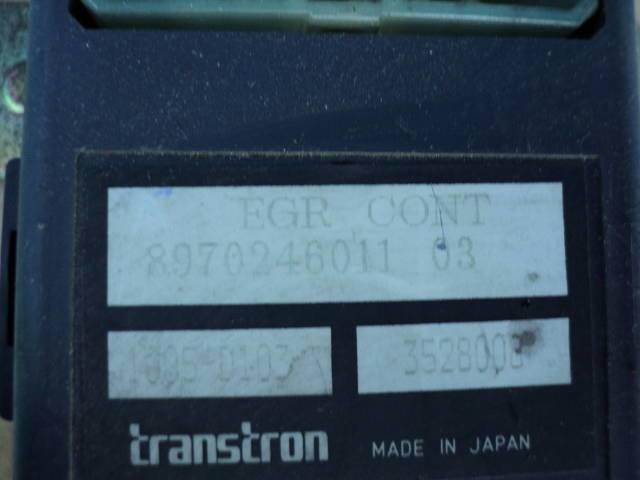 EGR CONT
8970246011 03
transtron
MADE IN JAPAN